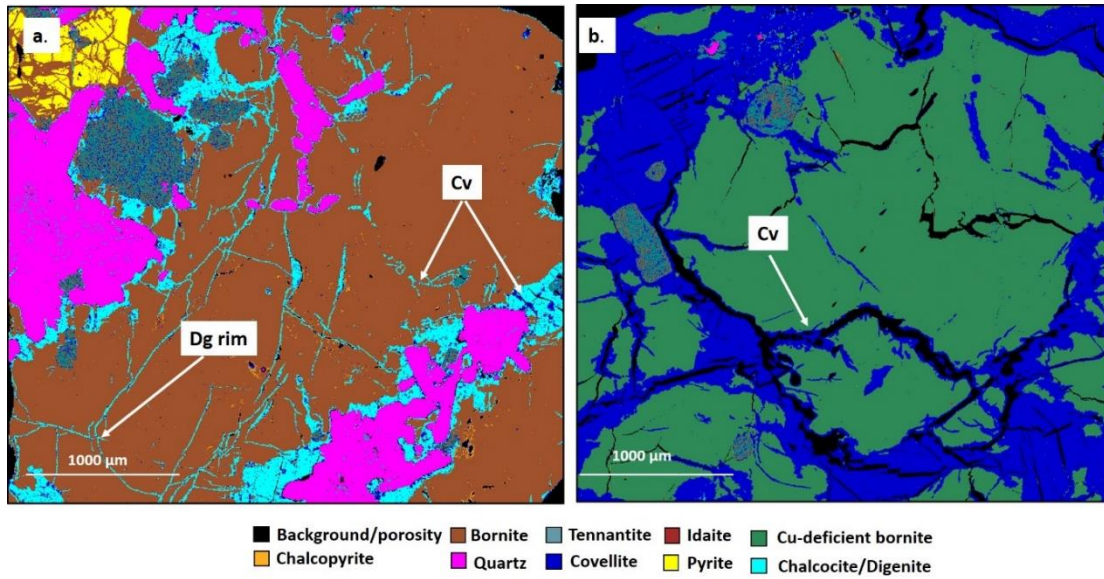 a.
b.
Cv
Cv
Dg rim
1000 µm
1000 µm
Background/porosity Bornite Tennantite Idaite Cu-deficient bornite
Chalcopyrite Quartz Covellite Pyrite Chalcocite/Digenite